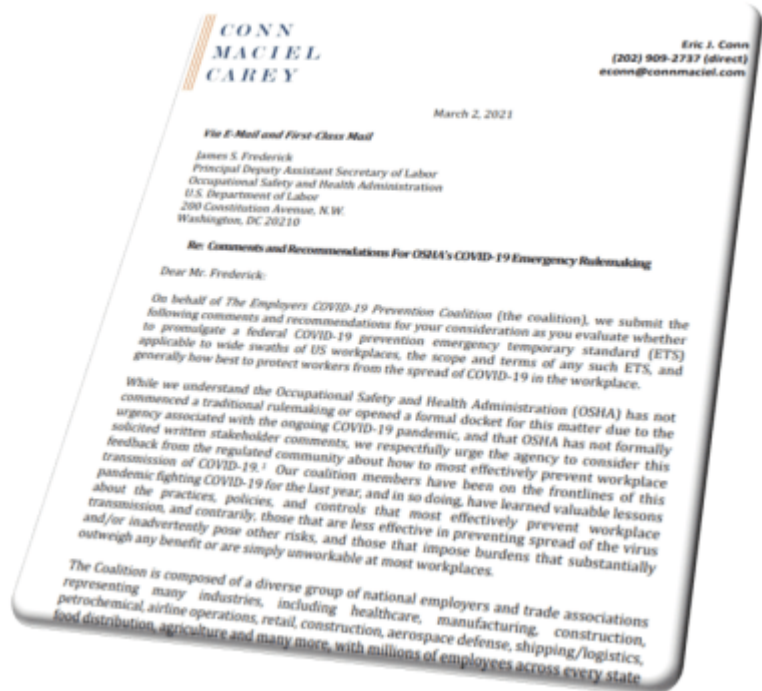 CONN
MACIEL
CAREY
Eric J. Conn
(202) 909-2737 (direct)
econn@connmaciel.com
March 2, 2021
Via E-Mail and First-Class Mail
James S. Frederick
Principal Deputy Assistant Secretary of Labor
Occupational Safety and Health Administration
U.S. Department of Labor
200 Constitution Avenue, N.W.
Washington, DC 20210
Re: Comments and Recommendations For OSHA's COVID-19 Emergency Rulemaking
Dear Mr. Frederick:
On behalf of The Employers COVID-19 Prevention Coalition (the coalition), we submit the
following comments and recommendations for your consideration as you evaluate whether
to promulgate a federal COVID-19 prevention emergency temporary standard (ETS)
applicable to wide swaths of US workplaces, the scope and terms of any such ETS, and
generally how best to protect workers from the spread of COVID-19 in the workplace.
While we understand the Occupational Safety and Health Administration (OSHA) has not
commenced a traditional rulemaking or opened a formal docket for this matter due to the
urgency associated with the ongoing COVID-19 pandemic, and that OSHA has not formally
solicited written stakeholder comments, we respectfully urge the agency to consider this
feedback from the regulated community about how to most effectively prevent workplace
transmission of COVID-19.1 Our coalition members have been on the frontlines of this
pandemic fighting COVID-19 for the last year, and in so doing, have learned valuable lessons
about the practices, policies, and controls that most effectively prevent workplace
transmission, and contrarily, those that are less effective in preventing spread of the virus
and/or inadvertently pose other risks, and those that impose burdens that substantially
outweigh any benefit or are simply unworkable at most workplaces.
The Coalition is composed of a diverse group of national employers and trade associations
representing many industries, including healthcare, manufacturing, construction,
petrochemical, airline operations, retail, construction, aerospace defense, shipping/logistics,
food distribution, agriculture and many more, with millions of employees across every state